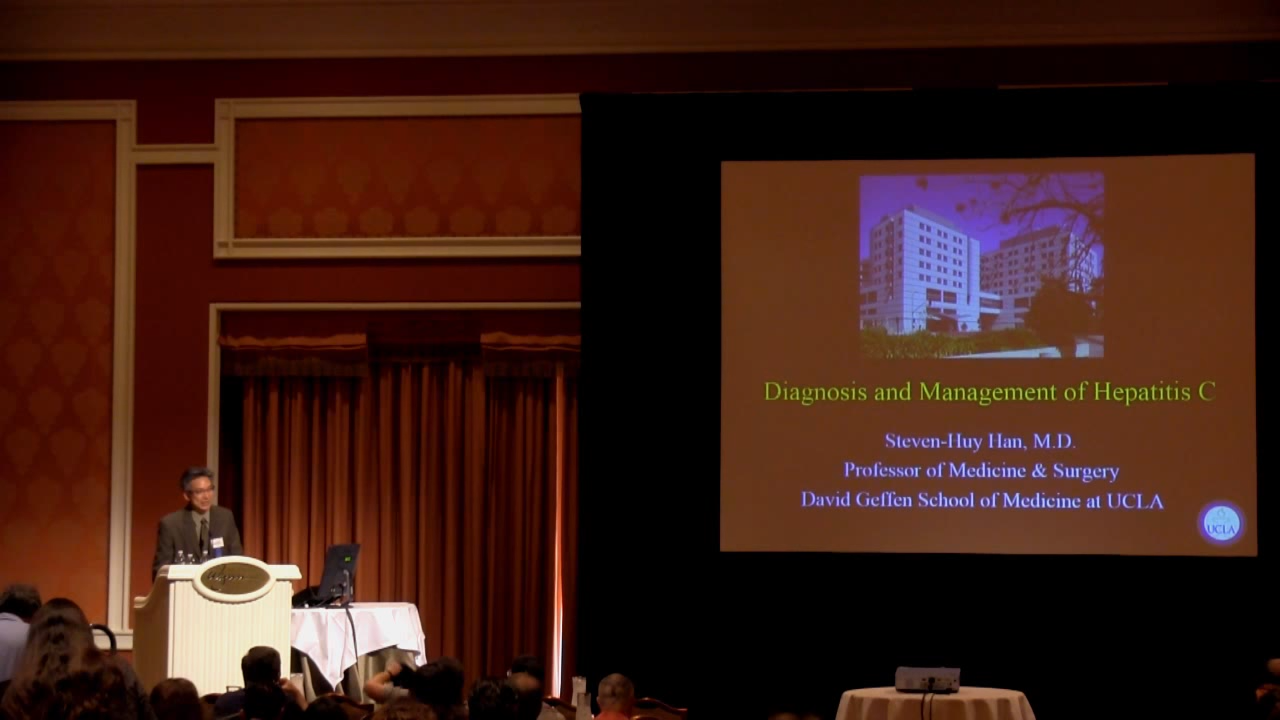 Diagnosis and Management of Hepatitis C
Steven-Huy Han, M.D.
Professor of Medicine & Surgery
David Geffen School of Medicine at UCLA
UCLA